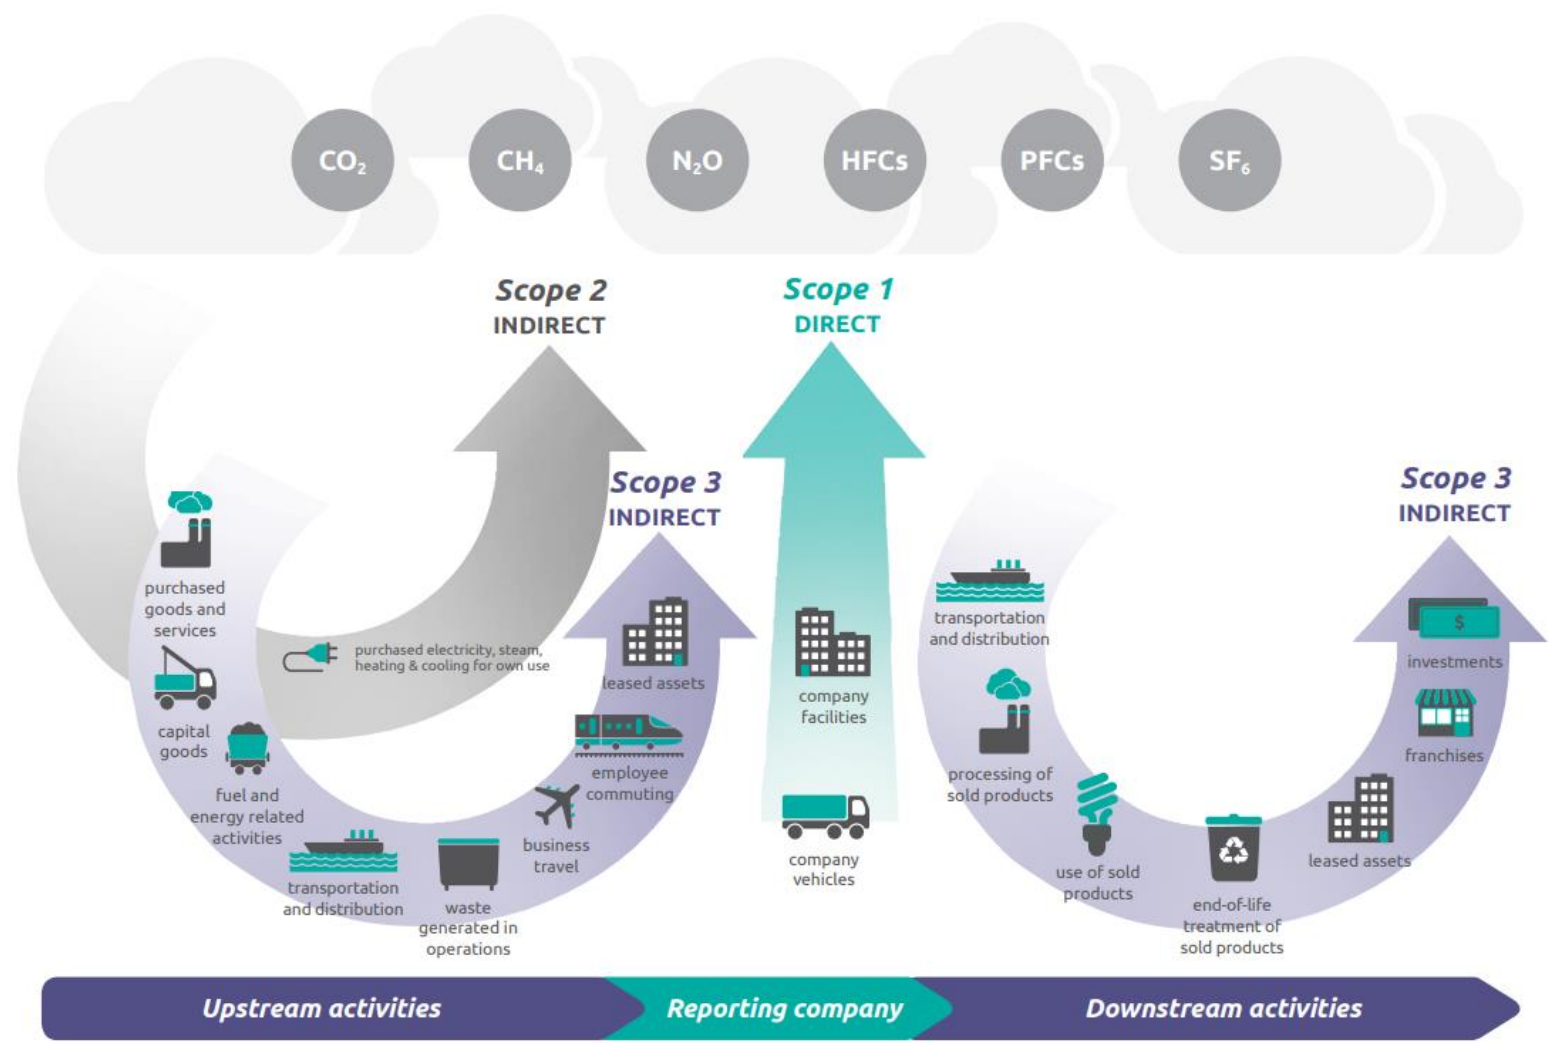 CO₂
CH₄
N₂O
HFCs
PFCs
SF₆
Scope 2
INDIRECT
Scope 1
DIRECT
Scope 3
INDIRECT
Scope 3
INDIRECT
purchased
goods and
services
capital
goods
fuel and
energy related
activities
transportation
and distribution
waste
generated in
operations
business
travel
employee
commuting
leased assets
purchased electricity, steam,
heating & cooling for own use
company
facilities
company
vehicles
transportation
and distribution
processing of
sold products
use of sold
products
end-of-life
treatment of
sold products
leased assets
franchises
$
investments
Upstream activities
Reporting company
Downstream activities